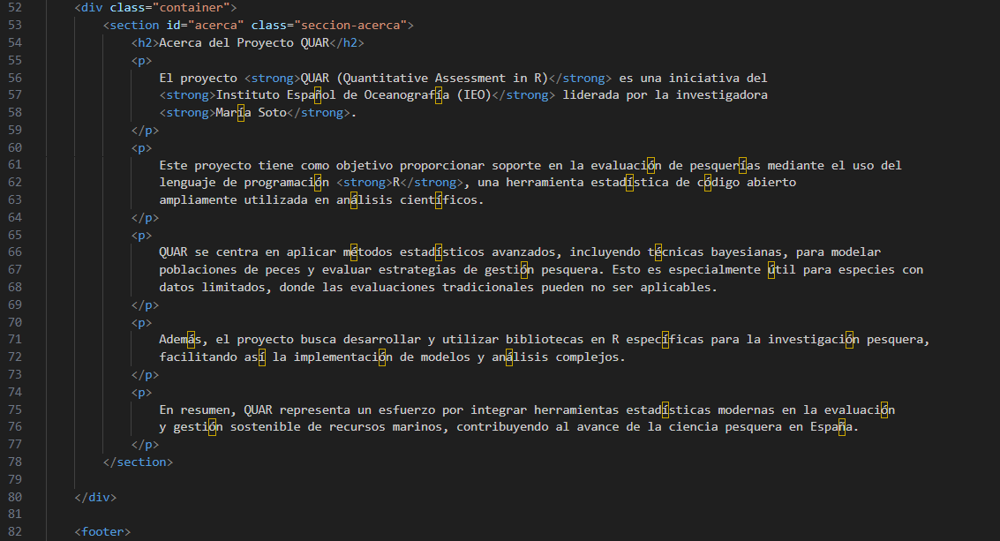 52 <div class="container">
53 <section id="acerca" class="seccion-acerca">
54 <h2>Acerca del Proyecto QUAR</h2>
55 <p>
56 El proyecto <strong>QUAR (Quantitative Assessment in R)</strong> es una iniciativa del
57 <strong>Instituto Español de Oceanografía (IEO)</strong> liderada por la investigadora
58 <strong>María Soto</strong>.
59 </p>
60 <p>
61 Este proyecto tiene como objetivo proporcionar soporte en la evaluación de pesquerías mediante el uso del
62 lenguaje de programación <strong>R</strong>, una herramienta estadística de código abierto
63 ampliamente utilizada en análisis científicos.
64 </p>
65 <p>
66 QUAR se centra en aplicar métodos estadísticos avanzados, incluyendo técnicas bayesianas, para modelar
67 poblaciones de peces y evaluar estrategias de gestión pesquera. Esto es especialmente útil para especies con
68 datos limitados, donde las evaluaciones tradicionales pueden no ser aplicables.
69 </p>
70 <p>
71 Además, el proyecto busca desarrollar y utilizar bibliotecas en R específicas para la investigación pesquera,
72 facilitando así la implementación de modelos y análisis complejos.
73 </p>
74 <p>
75 En resumen, QUAR representa un esfuerzo por integrar herramientas estadísticas modernas en la evaluación
76 y gestión sostenible de recursos marinos, contribuyendo al avance de la ciencia pesquera en España.
77 </p>
78 </section>
79
80 </div>
81
82 <footer>